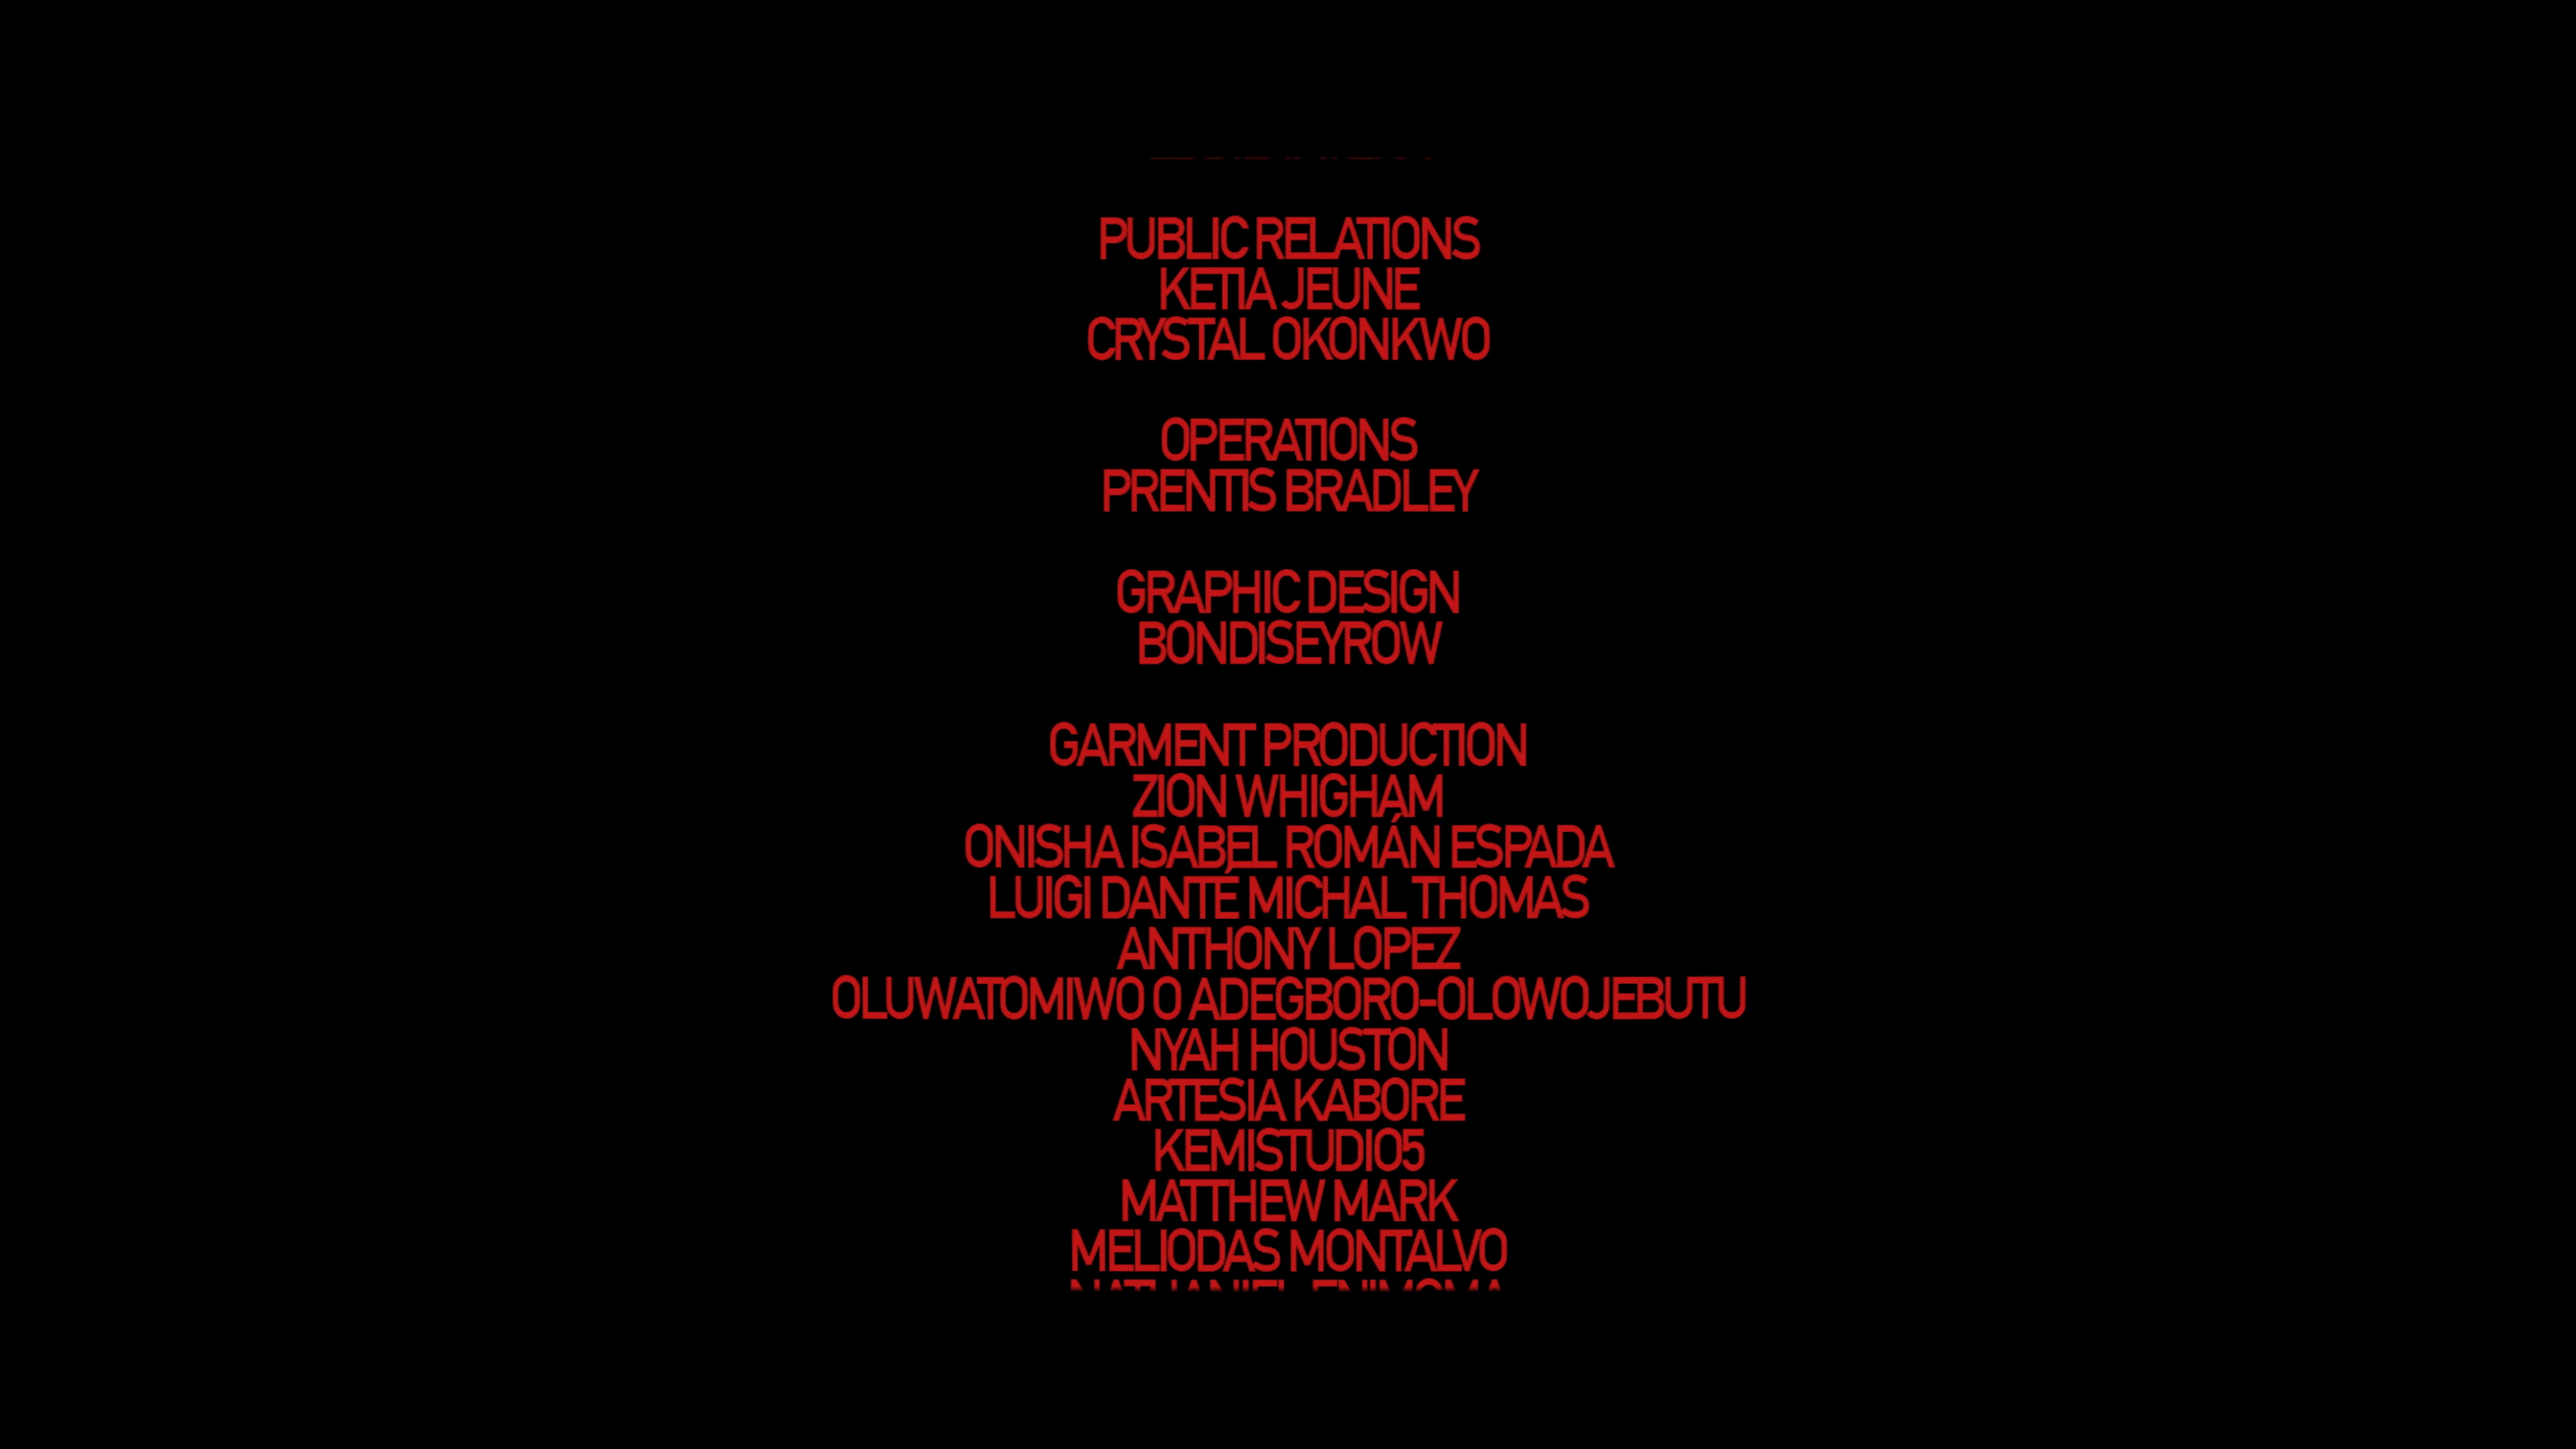 PUBLIC RELATIONS
KETIA JEUNE
CRYSTAL OKONKWO
OPERATIONS
PRENTIS BRADLEY
GRAPHIC DESIGN
BONDISEYROW
GARMENT PRODUCTION
ZION WHIGHAM
ONISHA ISABEL ROMÁN ESPADA
LUIGI DANTÉ MICHAL THOMAS
ANTHONY LOPEZ
OLUWATOMIWO O ADEGBORO-OLOWOJEBUTU
NYAH HOUSTON
ARTESIA KABORE
KEMISTUDIO5
MATTHEW MARK
MELIODAS MONTALVO